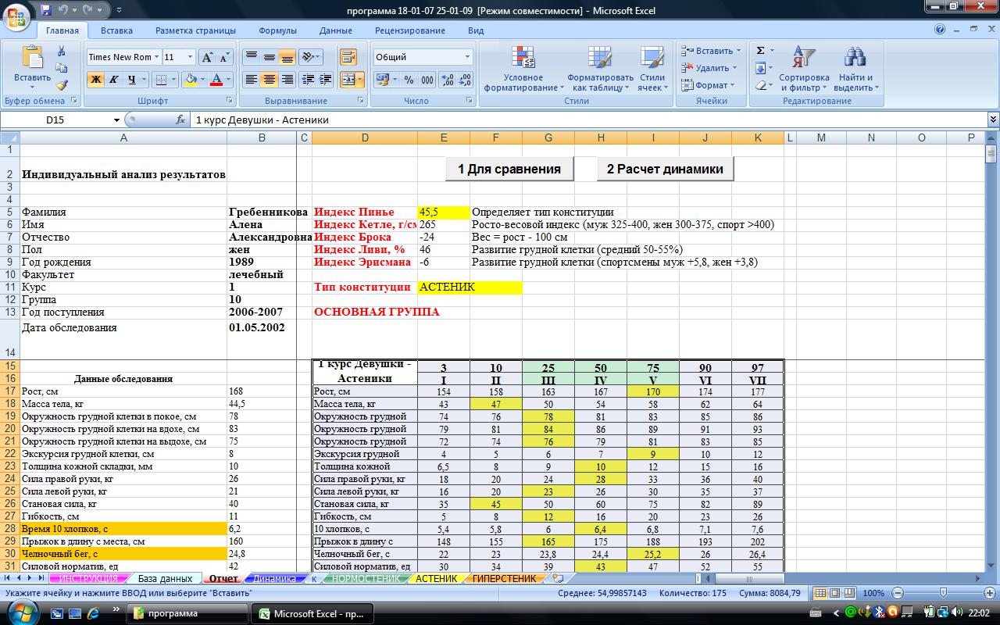 программа 18-01-07 25-01-09 [Режим совместимости] - Microsoft Excel
Главная Вставка Разметка страницы Формулы Данные Рецензирование Вид
Вставить
Times New Rom 11
Ж К Ч
Общий
% 000
Условное форматирование
Форматировать как таблицу
Стили ячеек
Вставить
Удалить
Формат
Σ
Сортировка и фильтр
Найти и выделить
Буфер обмена Шрифт Выравнивание Число Стили Ячейки Редактирование
D15 fx 1 курс Девушки - Астеники
A B C D E F G H I J K L M N O P
1
2 Индивидуальный анализ результатов 1 Для сравнения 2 Расчет динамики
3
4
5 Фамилия Гребенникова Индекс Пинье 45,5 Определяет тип конституции
6 Имя Алена Индекс Кетле, г/см 265 Росто-весовой индекс (муж 325-400, жен 300-375, спорт >400)
7 Отчество Александровна Индекс Брока -24 Вес = рост - 100 см
8 Пол жен Индекс Ливи, % 46 Развитие грудной клетки (средний 50-55%)
9 Год рождения 1989 Индекс Эрисмана -6 Развитие грудной клетки (спортсмены муж +5,8, жен +3,8)
10 Факультет лечебный
11 Курс 1 Тип конституции АСТЕНИК
12 Группа 10
13 Год поступления 2006-2007 ОСНОВНАЯ ГРУППА
14 Дата обследования 01.05.2002
15 1 курс Девушки - 3 10 25 50 75 90 97
16 Данные обследования Астеники I II III IV V VI VII
17 Рост, см 168 Рост, см 154 158 163 167 170 174 177
18 Масса тела, кг 44,5 Масса тела, кг 43 47 50 54 58 62 64
19 Окружность грудной клетки в покое, см 78 Окружность грудной 74 76 78 81 83 85 86
20 Окружность грудной клетки на вдохе, см 83 Окружность грудной 79 81 84 86 89 91 93
21 Окружность грудной клетки на выдохе, см 75 Окружность грудной 72 74 76 79 81 83 85
22 Экскурсия грудной клетки, см 8 Экскурсия грудной 4 5 6 7 9 10 12
23 Толщина кожной складки, мм 10 Толщина кожной 6,5 8 9 10 12 15 16
24 Сила правой руки, кг 26 Сила правой руки, кг 18 20 24 28 33 36 40
25 Сила левой руки, кг 21 Сила левой руки, кг 16 20 23 26 30 35 37
26 Становая сила, кг 40 Становая сила, кг 35 45 50 60 75 82 89
27 Гибкость, см 11 Гибкость, см 5 8 12 16 20 23 26
28 Время 10 хлопков, с 6,2 10 хлопков, с 5,4 5,8 6 6,4 6,8 7,1 7,6
29 Прыжок в длину с места, см 160 Прыжок в длину с 148 155 165 175 188 193 202
30 Челночный бег, с 24,8 Челночный бег, с 22 23 23,8 24,4 25,2 26 26,4
31 Силовой норматив, ед 42 Силовой норматив, ед 30 34 39 43 47 52 55
ИНСТРУКЦИЯ База данных Отчет Динамика к НОРМОСТЕНИК АСТЕНИК ГИПЕРСТЕНИК
Укажите ячейку и нажмите ВВОД или выберите "Вставить" Среднее: 54,99857143 Количество: 175 Сумма: 8084,79 100%
программа Microsoft Excel - пр... 22:02